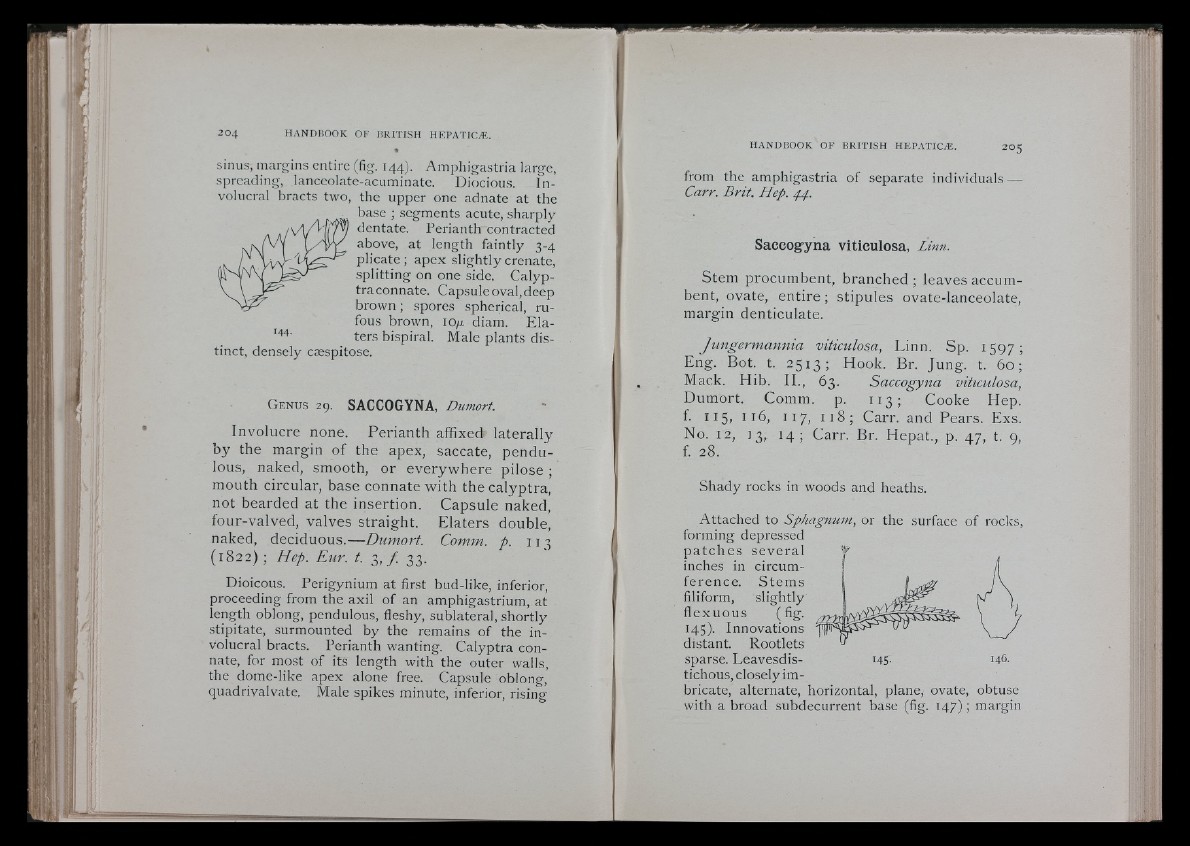 204 HANDBOOK OF BRITISH HEPATICÆ.
sinus, margins entire (fig. 144). Amphigastria large,
spreading, lanceolate-acuminate. Diocious. In-
volucral bracts two, the upper one adnate at the
base ; segments acute, sharply
dentate. Perianth contracted
above, at length faintly 3-4
plicate ; apex slightly crenate,
splitting on one side. Calyp-
tra connate. Capsule oval, deep
brown ; spores spherical, ru-
fous brown, 10μ diam. Ela-
ters bispiral. Male plants dis-
tinct, densely cæspitose.
144.
GENUS 29. SACCOGYNA, Dumort.
Involucre none. Perianth affixed laterally
by the margin of the apex, saccate, pendu-
lous, naked, smooth, or everywhere pilose ;
mouth circular, base connate with the calyptra,
not bearded at the insertion. Capsule naked,
four-valved, valves straight. Elaters double,
naked, deciduous.—Dumort. Comm. p. 113
(1822) ; Hep. Eur. t. 3, f. 33.
Dioicous. Perigynium at first bud-like, inferior,
proceeding from the axil of an amphigastrium, at
length oblong, pendulous, fleshy, sublateral, shortly
stipitate, surmounted by the remains of the in-
volucral bracts. Perianth wanting. Calyptra con-
nate, for most of its length with the outer walls,
the dome-like apex alone free. Capsule oblong,
quadrivalvate. Male spikes minute, inferior, rising
HANDBOOK OF BRITISH HEPATICÆ. 205
from the amphigastria of separate individuals —
Carr. Brit. Hep. 44.
Saccogyna viticulosa, Linn.
Stem procumbent, branched ; leaves accum-
bent, ovate, entire ; stipules ovate-lanceolate,
margin denticulate.
Jungermannia viticulosa, Linn. Sp. 1597 ;
Eng. Bot. t. 2513 ; Hook. Br. Jung. t. 60 ;
Mack. Hib. II., 63. Saccogyna viticulosa,
Dumort. Comm. p. 113 ; Cooke Hep.
f. 115, 116, 117, 118 ; Carr. and Pears. Exs.
No. 12, 13, 14 ; Carr. Br. Hepat., p. 47, t. 9,
f. 28.
Shady rocks in woods and heaths.
Attached to Sphagnum, or the surface of rocks,
forming depressed
patches several
inches in circum-
ference. Stems
filiform, slightly
flexuous (fig.
145). Innovations
distant. Rootlets
sparse. Leaves dis-
tichous, closely im-
145. 146.
bricate, alternate, horizontal, plane, ovate, obtuse
with a broad subdecurrent base (fig. 147) ; margin